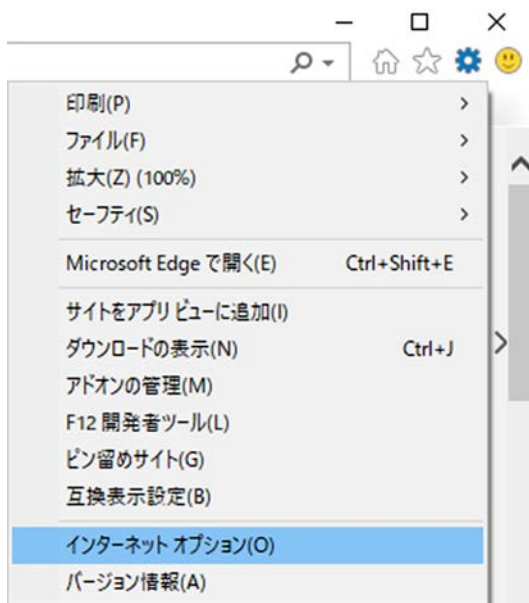 印刷(P)
ファイル(F)
拡大(Z) (100%)
セーフティ(S)
Microsoft Edge で開く(E) Ctrl+Shift+E
サイトをアプリ ビューに追加(I)
ダウンロードの表示(N) Ctrl+J
アドオンの管理(M)
F12 開発者ツール(L)
ピン留めサイト(G)
互換表示設定(B)
インターネット オプション(O)
バージョン情報(A)